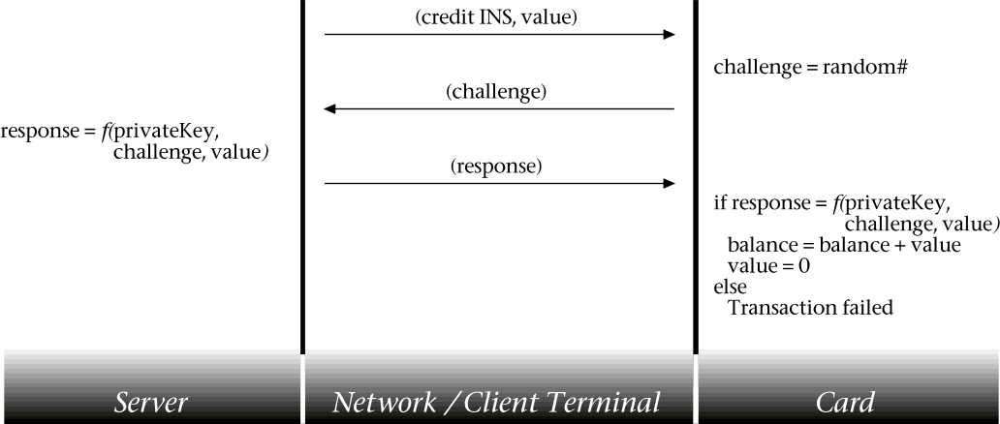 (credit INS, value)
challenge = random#
(challenge)
response = f(privateKey,
challenge, value)
(response)
if response = f(privateKey,
challenge, value)
balance = balance + value
value = 0
else
Transaction failed
Server
Network / Client Terminal
Card